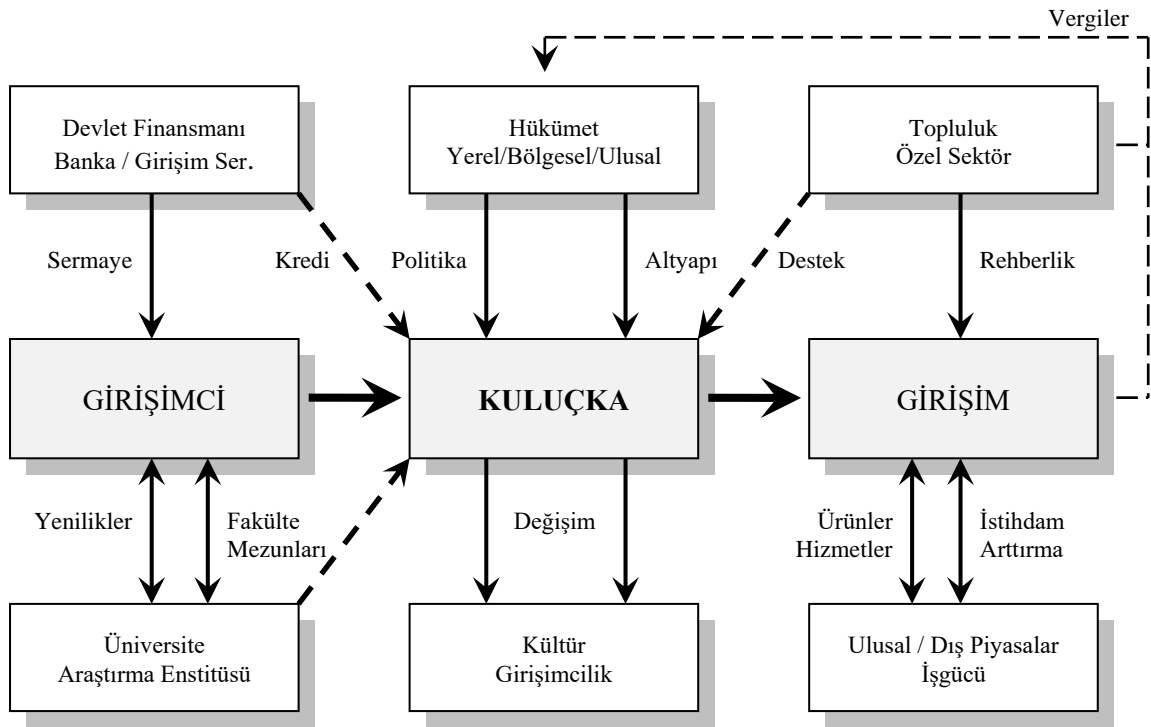 Vergiler
Devlet Finansmanı
Banka / Girişim Ser.
Hükümet
Yerel/Bölgesel/Ulusal
Topluluk
Özel Sektör
Sermaye
Kredi
Politika
Altyapı
Destek
Rehberlik
GİRİŞİMCİ
KULUÇKA
GİRİŞİM
Yenilikler
Fakülte
Mezunları
Değişim
Ürünler
Hizmetler
İstihdam
Arttırma
Üniversite
Araştırma Enstitüsü
Kültür
Girişimcilik
Ulusal / Dış Piyasalar
İşgücü